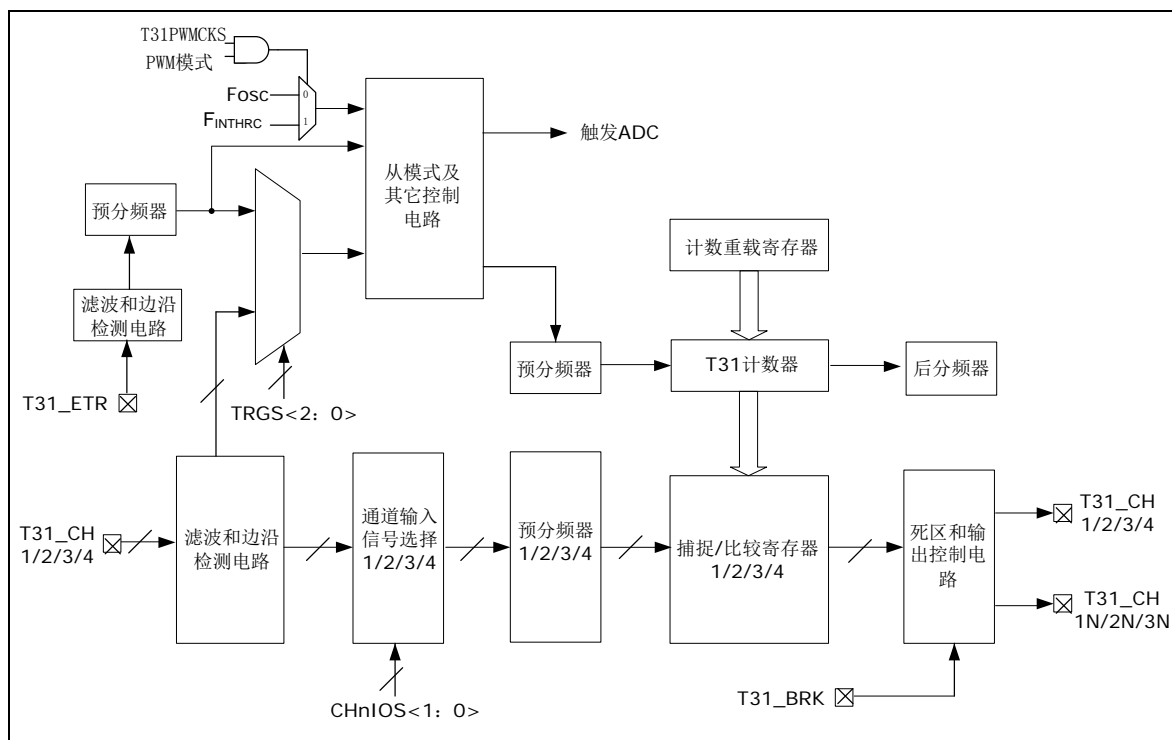 T31PWMCKS
PWM模式
Fosc
0
FINTHRC
1
触发ADC
从模式及
其它控制
电路
预分频器
计数重载寄存器
滤波和边沿
检测电路
预分频器
T31计数器
后分频器
T31_ETR
TRGS<2：0>
T31_CH
1/2/3/4
滤波和边沿
检测电路
通道输入
信号选择
1/2/3/4
预分频器
1/2/3/4
捕捉/比较寄存器
1/2/3/4
死区和输
出控制电
路
T31_CH
1/2/3/4
T31_CH
1N/2N/3N
CHnIOS<1：0>
T31_BRK